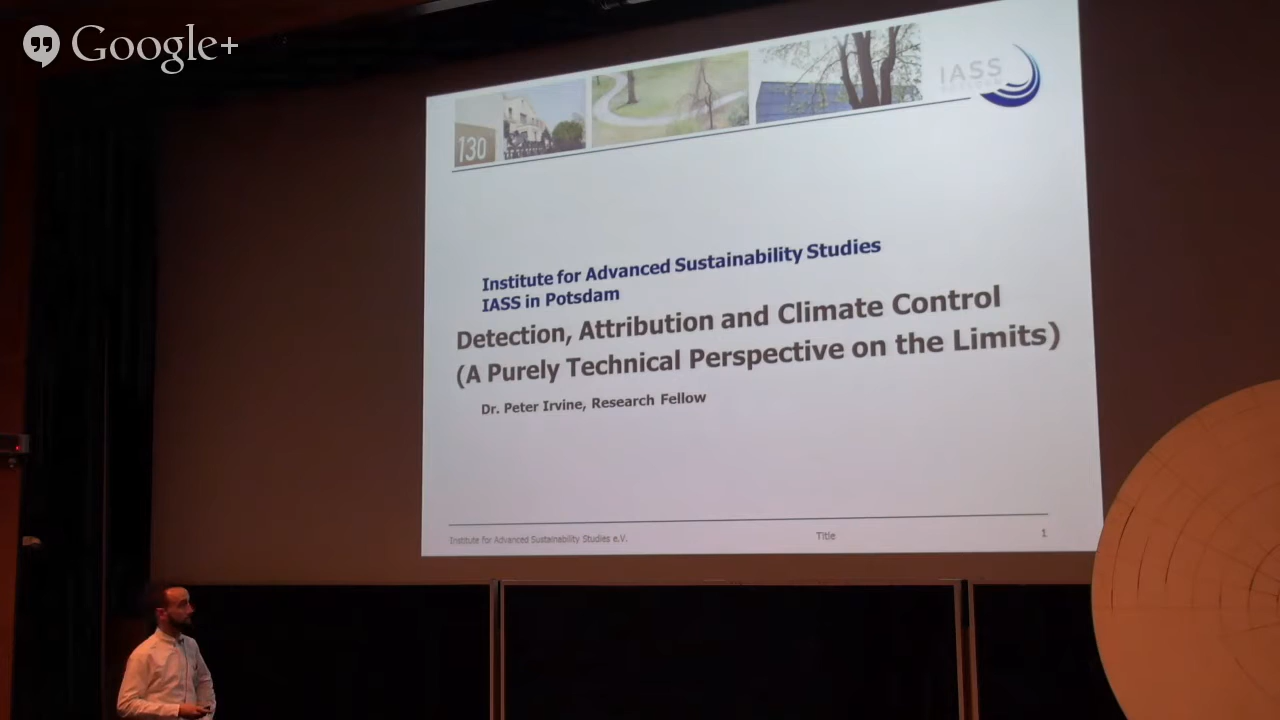 Google+
130
IASS
Institute for Advanced Sustainability Studies
IASS in Potsdam
Detection, Attribution and Climate Control
(A Purely Technical Perspective on the Limits)
Dr. Peter Irvine, Research Fellow
Institute for Advanced Sustainability Studies e.V.
Title
1